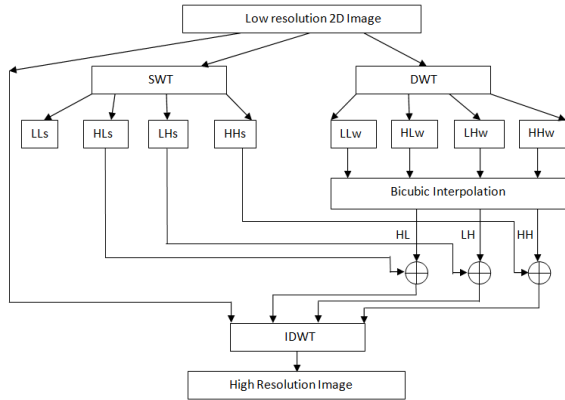 Low resolution 2D Image
SWT
DWT
LLs
HLs
LHs
HHs
LLw
HLw
LHw
HHw
Bicubic Interpolation
HL
LH
HH
IDWT
High Resolution Image